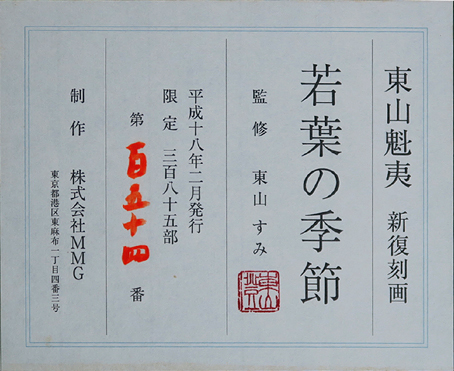 東山魁夷 新復刻画
若葉の季節
監修 東山すみ
平成十八年二月発行
限定 三百八十五部
第 百五十四 番
制作 株式会社MMG
東京都港区東麻布一丁目四番三号